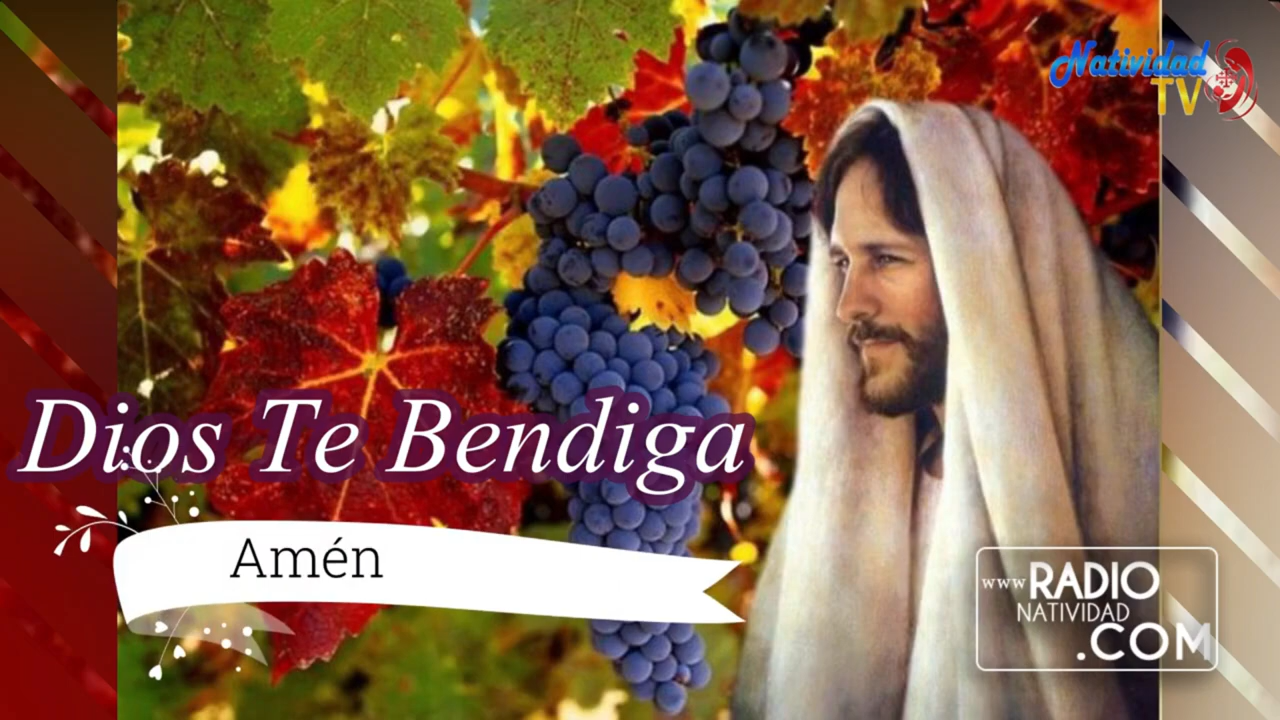 Natividad
TV
Dios Te Bendiga
Amén
www RADIO
NATIVIDAD
.COM